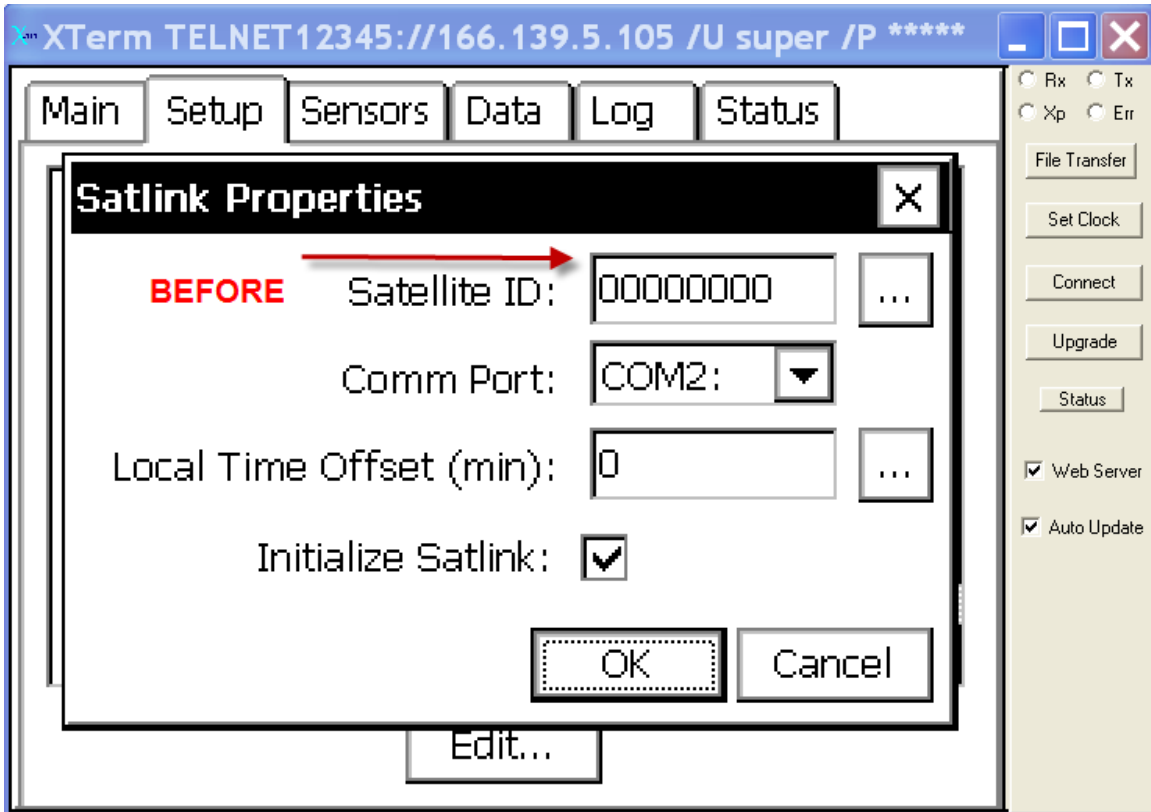 XTerm TELNET12345://166.139.5.105 /U super /P *****
Main Setup Sensors Data Log Status
Satlink Properties
BEFORE Satellite ID: 00000000 ...
Comm Port: COM2:
Local Time Offset (min): 0 ...
Initialize Satlink:
OK Cancel
Edit...
Rx Tx
Xp Err
File Transfer
Set Clock
Connect
Upgrade
Status
Web Server
Auto Update